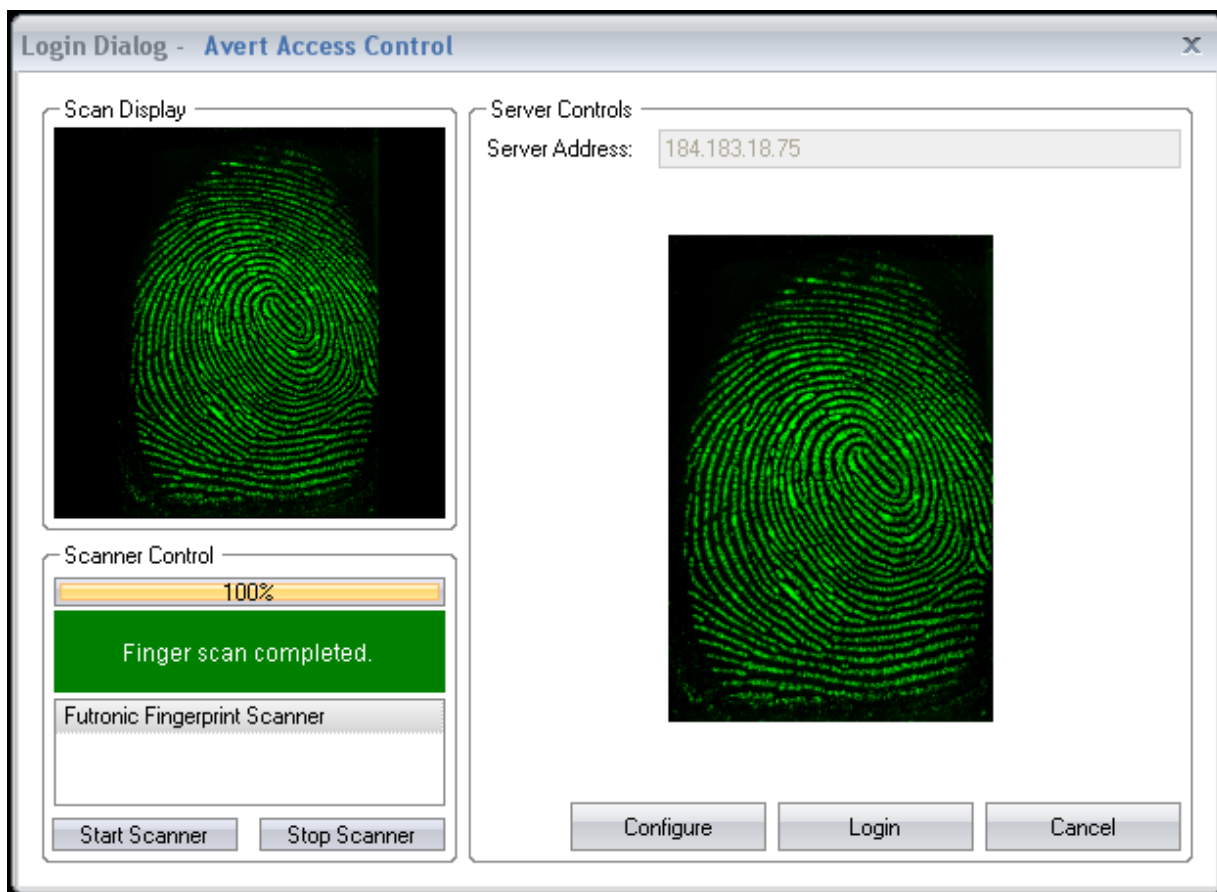 Login Dialog - Avert Access Control
Scan Display
Scanner Control
100%
Finger scan completed.
Futronic Fingerprint Scanner
Start Scanner Stop Scanner
Server Controls
Server Address: 184.183.18.75
Configure Login Cancel